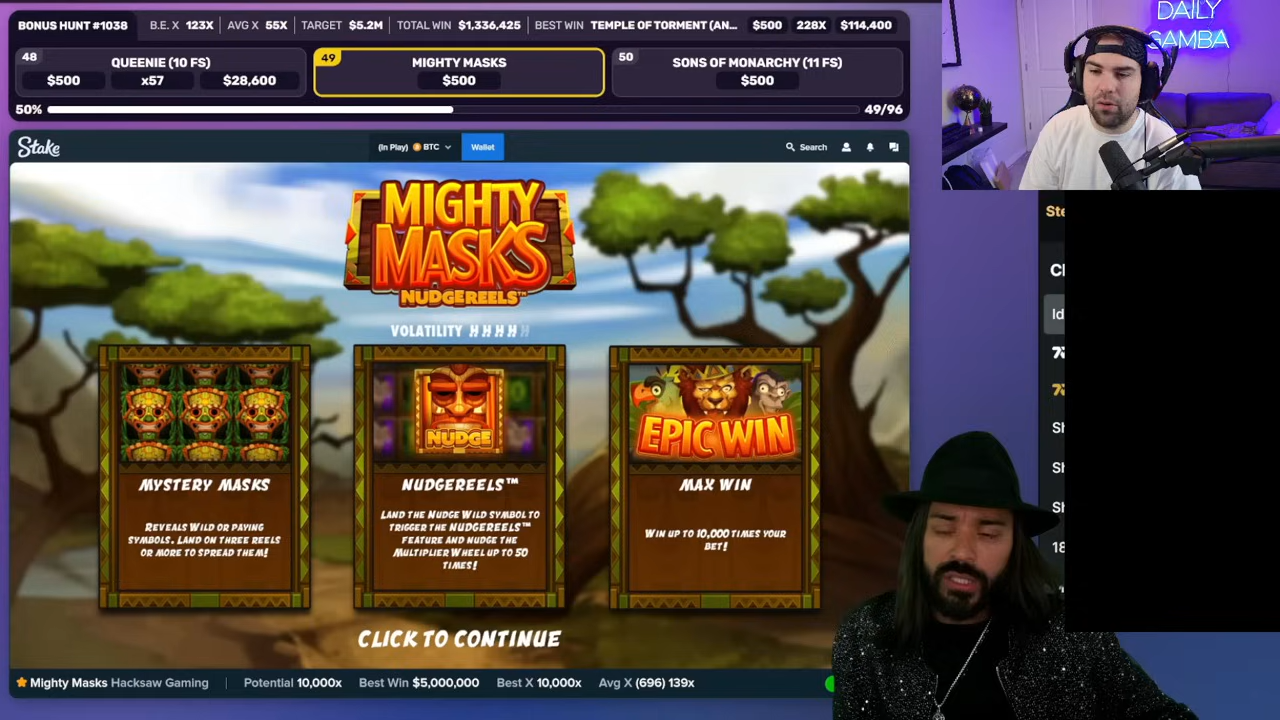 BONUS HUNT #1038
B.E. X 123X
AVG X 55X
TARGET $5.2M
TOTAL WIN $1,336,425
BEST WIN TEMPLE OF TORMENT (AN... $500 228X $114,400
48
QUEENIE (10 FS)
$500 x57 $28,600
49
MIGHTY MASKS
$500
50
SONS OF MONARCHY (11 FS)
$500
50%
49/96
DAILY
GAMBA
Stake
(In Play) BTC
Wallet
Search
MIGHTY
MASKS
NUDGEREELS™
VOLATILITY
NUDGE
EPIC WIN
MYSTERY MASKS
REVEALS WILD OR PAYING
SYMBOLS. LAND ON THREE REELS
OR MORE TO SPREAD THEM!
NUDGEREELS™
LAND THE NUDGE WILD SYMBOL TO
TRIGGER THE NUDGEREELS™
FEATURE AND NUDGE THE
MULTIPLIER WHEEL UP TO 50
TIMES!
MAX WIN
WIN UP TO 10,000 TIMES YOUR
BET!
CLICK TO CONTINUE
Mighty Masks Hacksaw Gaming
Potential 10,000x
Best Win $5,000,000
Best X 10,000x
Avg X (696) 139x
Ste
Id
Sh
Sh
18